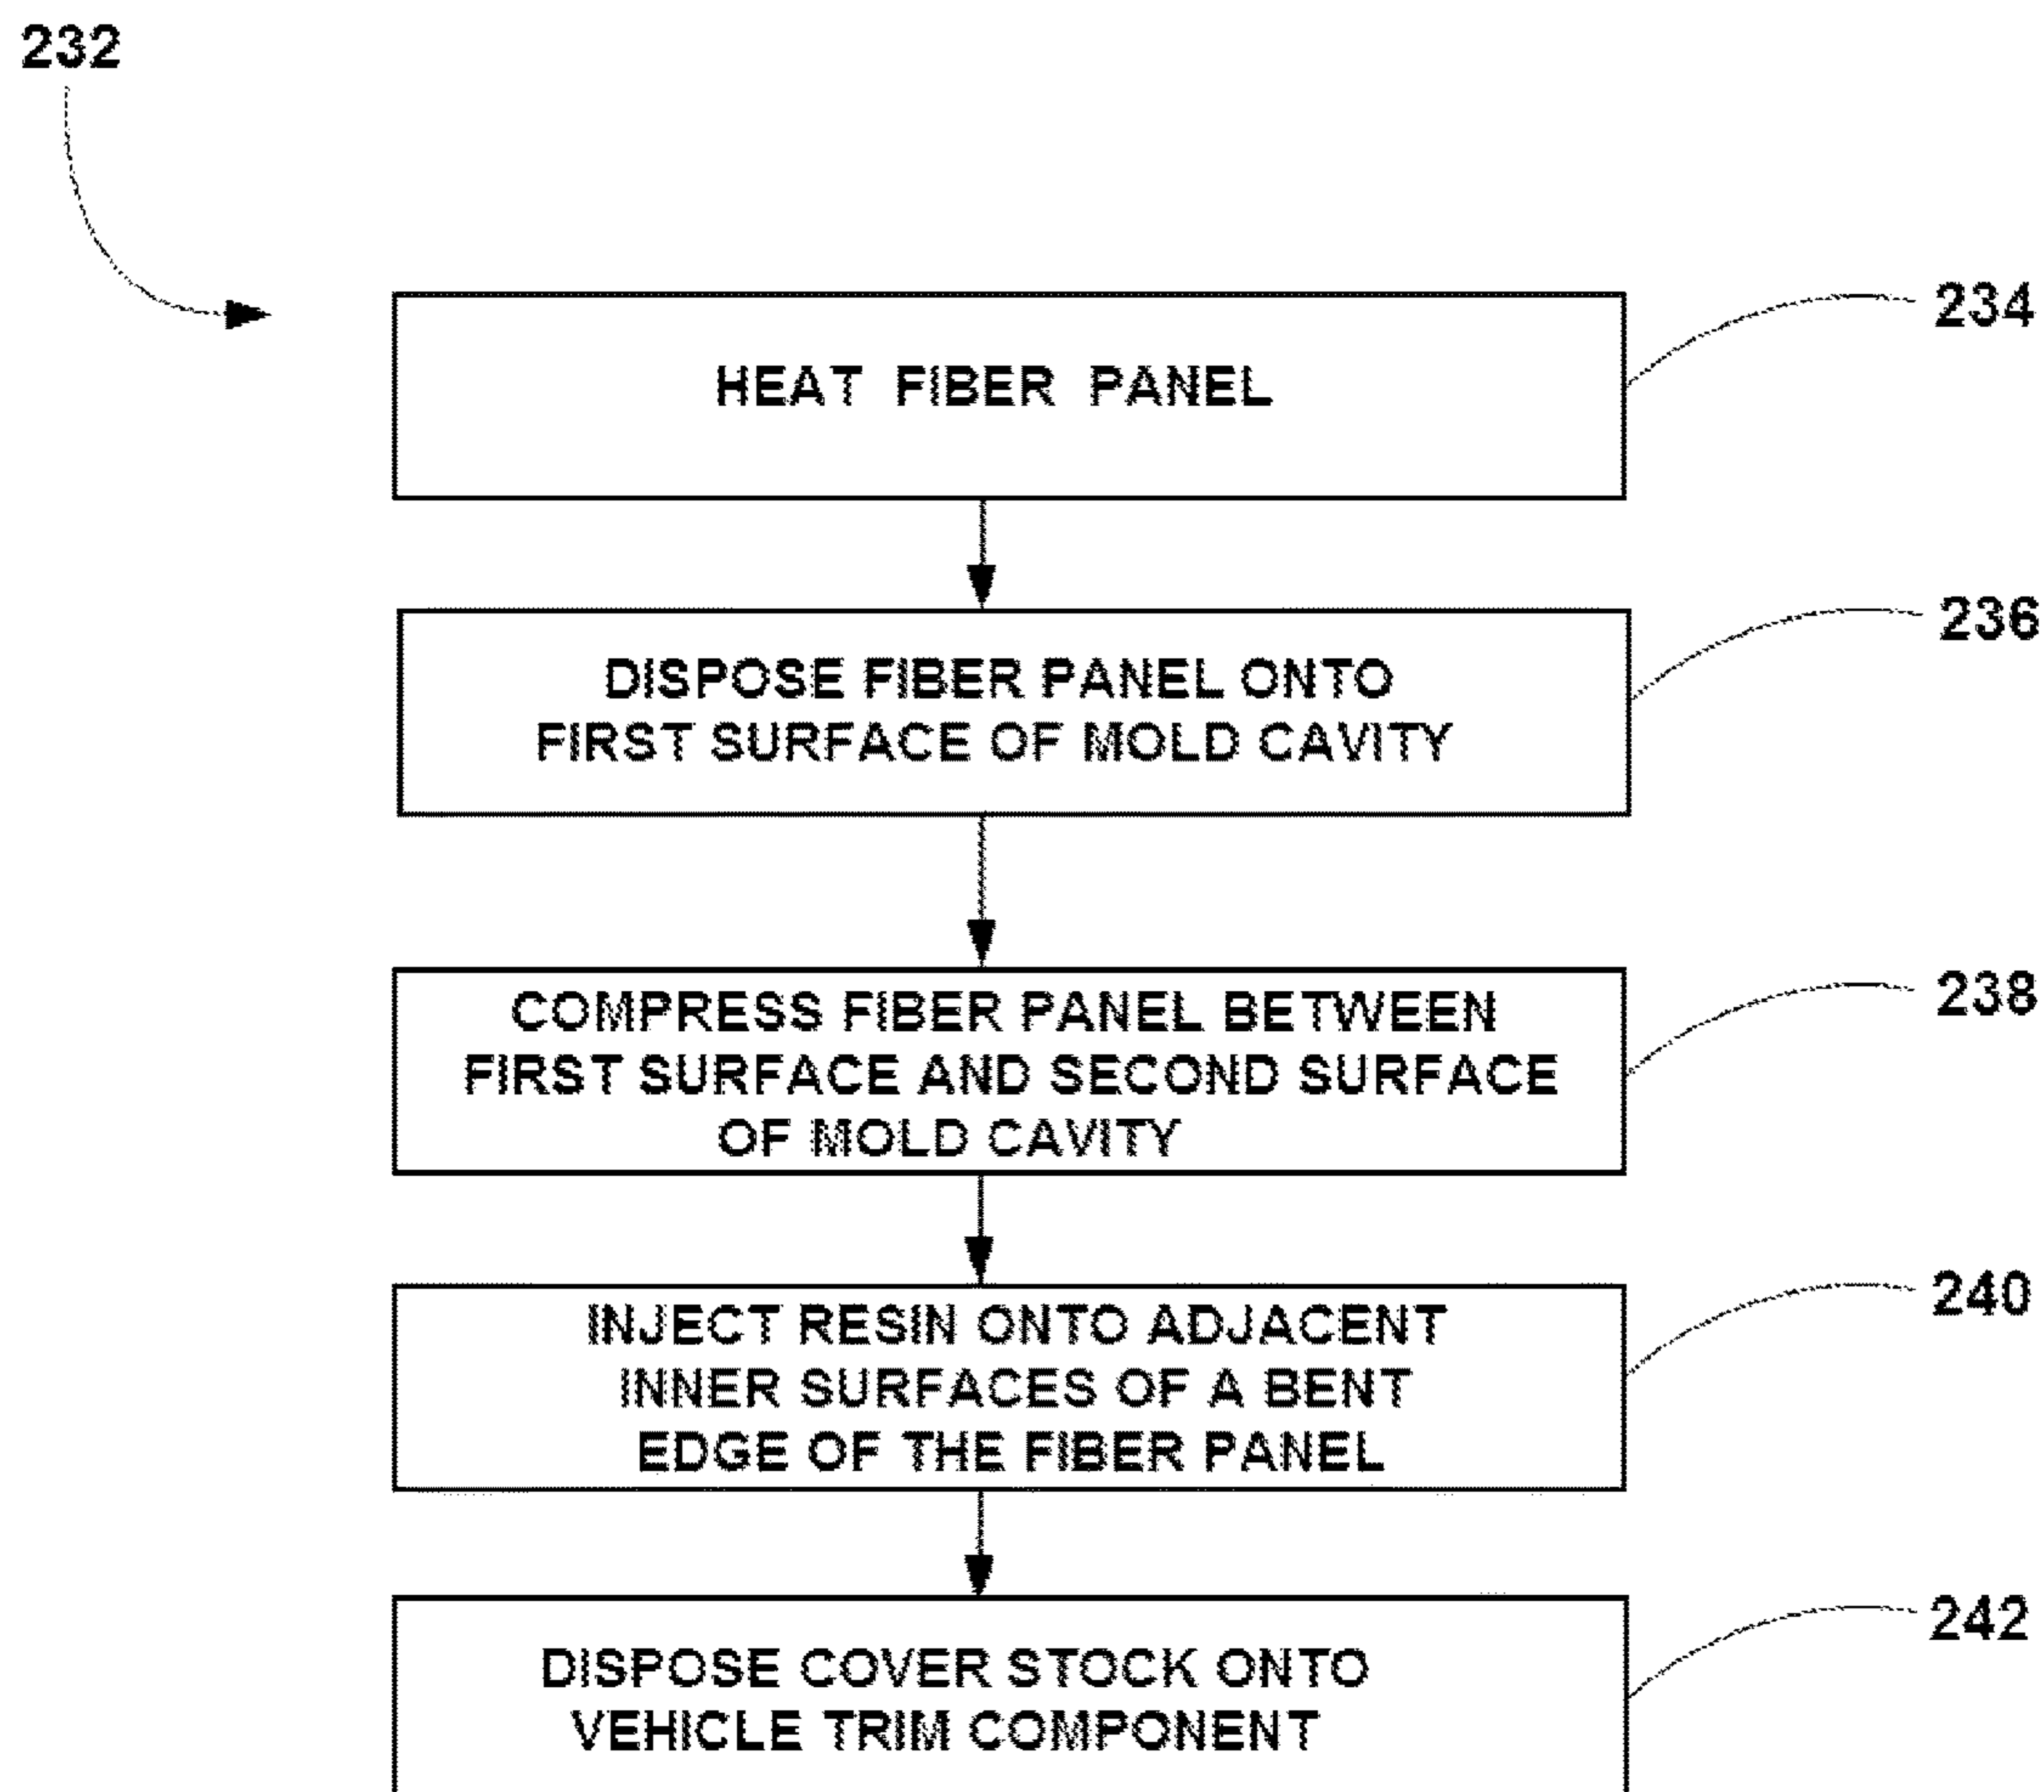 232
HEAT FIBER PANEL
234
DISPOSE FIBER PANEL ONTO
FIRST SURFACE OF MOLD CAVITY
236
COMPRESS FIBER PANEL BETWEEN
FIRST SURFACE AND SECOND SURFACE
OF MOLD CAVITY
238
INJECT RESIN ONTO ADJACENT
INNER SURFACES OF A BENT
EDGE OF THE FIBER PANEL
240
DISPOSE COVER STOCK ONTO
VEHICLE TRIM COMPONENT
242